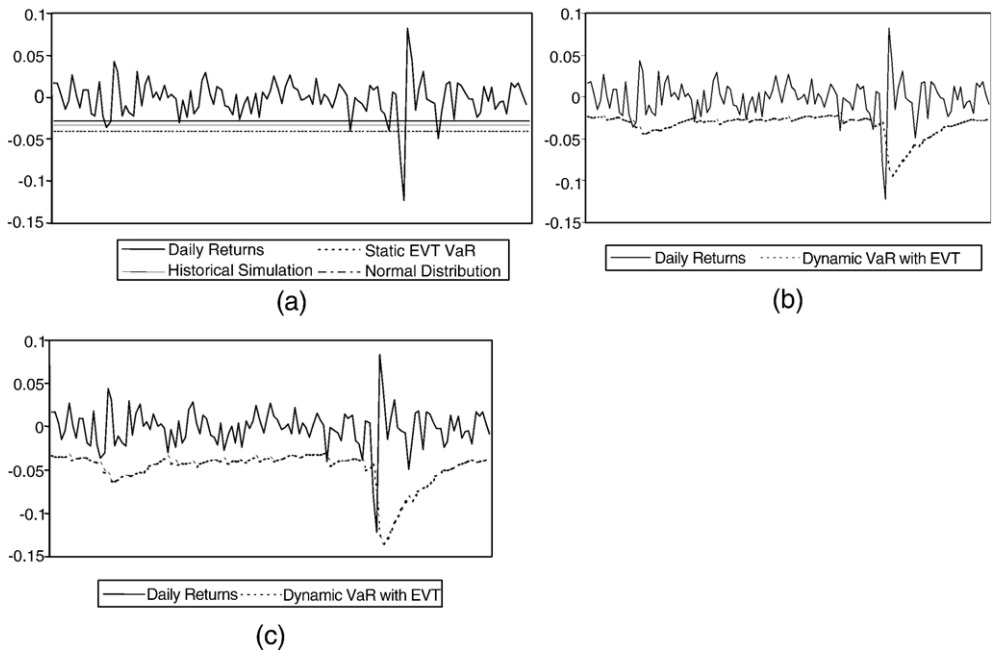 0.1
0.05
0
-0.05
-0.1
-0.15
Daily Returns Static EVT VaR
Historical Simulation Normal Distribution
(a)
0.1
0.05
0
-0.05
-0.1
-0.15
Daily Returns Dynamic VaR with EVT
(b)
0.1
0.05
0
-0.05
-0.1
-0.15
Daily Returns Dynamic VaR with EVT
(c)